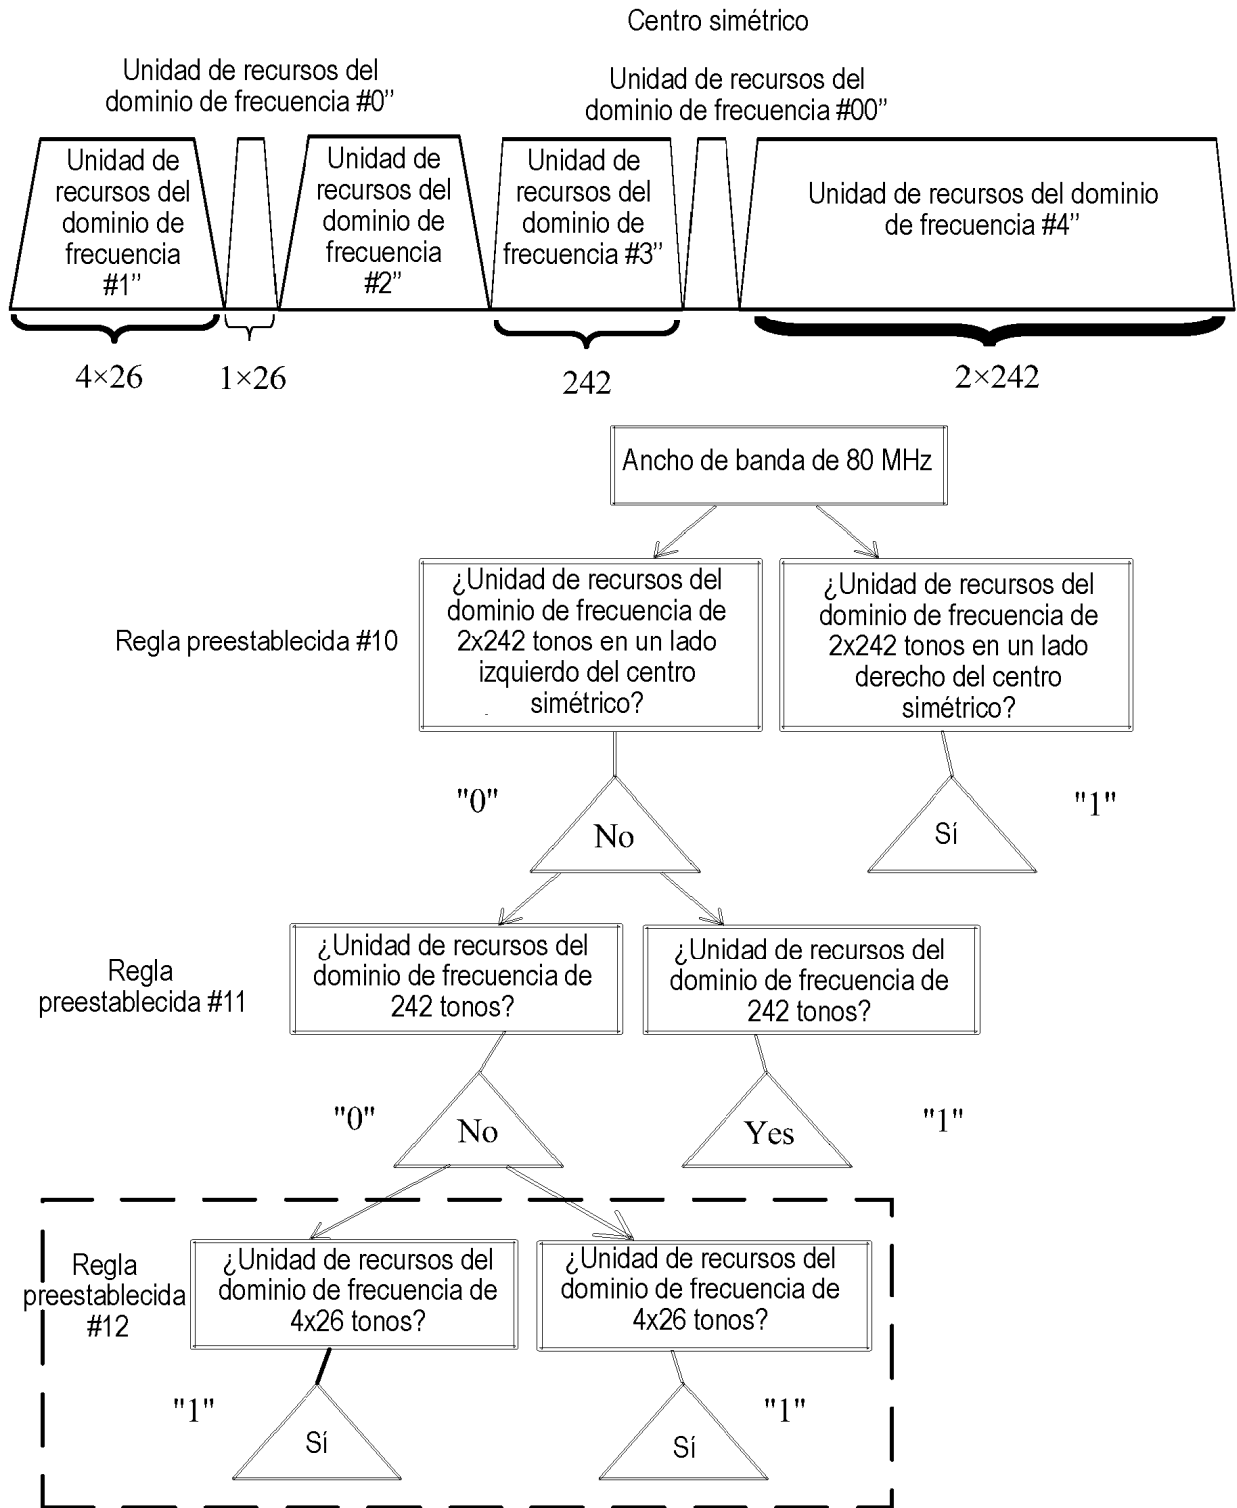 Centro simétrico
Unidad de recursos del
dominio de frecuencia #0”
Unidad de recursos del
dominio de frecuencia #00”
Unidad de
recursos del
dominio de
frecuencia
#1”
Unidad de
recursos del
dominio de
frecuencia
#2”
Unidad de
recursos del
dominio de
frecuencia #3”
Unidad de recursos del dominio
de frecuencia #4”
4×26
1×26
242
2×242
Ancho de banda de 80 MHz
Regla preestablecida #10
¿Unidad de recursos del
dominio de frecuencia de
2x242 tonos en un lado
izquierdo del centro
simétrico?
¿Unidad de recursos del
dominio de frecuencia de
2x242 tonos en un lado
derecho del centro
simétrico?
"0"
No
Sí
"1"
Regla
preestablecida #11
¿Unidad de recursos del
dominio de frecuencia de
242 tonos?
¿Unidad de recursos del
dominio de frecuencia de
242 tonos?
"0"
No
Yes
"1"
Regla
preestablecida
#12
¿Unidad de recursos del
dominio de frecuencia de
4x26 tonos?
¿Unidad de recursos del
dominio de frecuencia de
4x26 tonos?
"1"
Sí
Sí
"1"